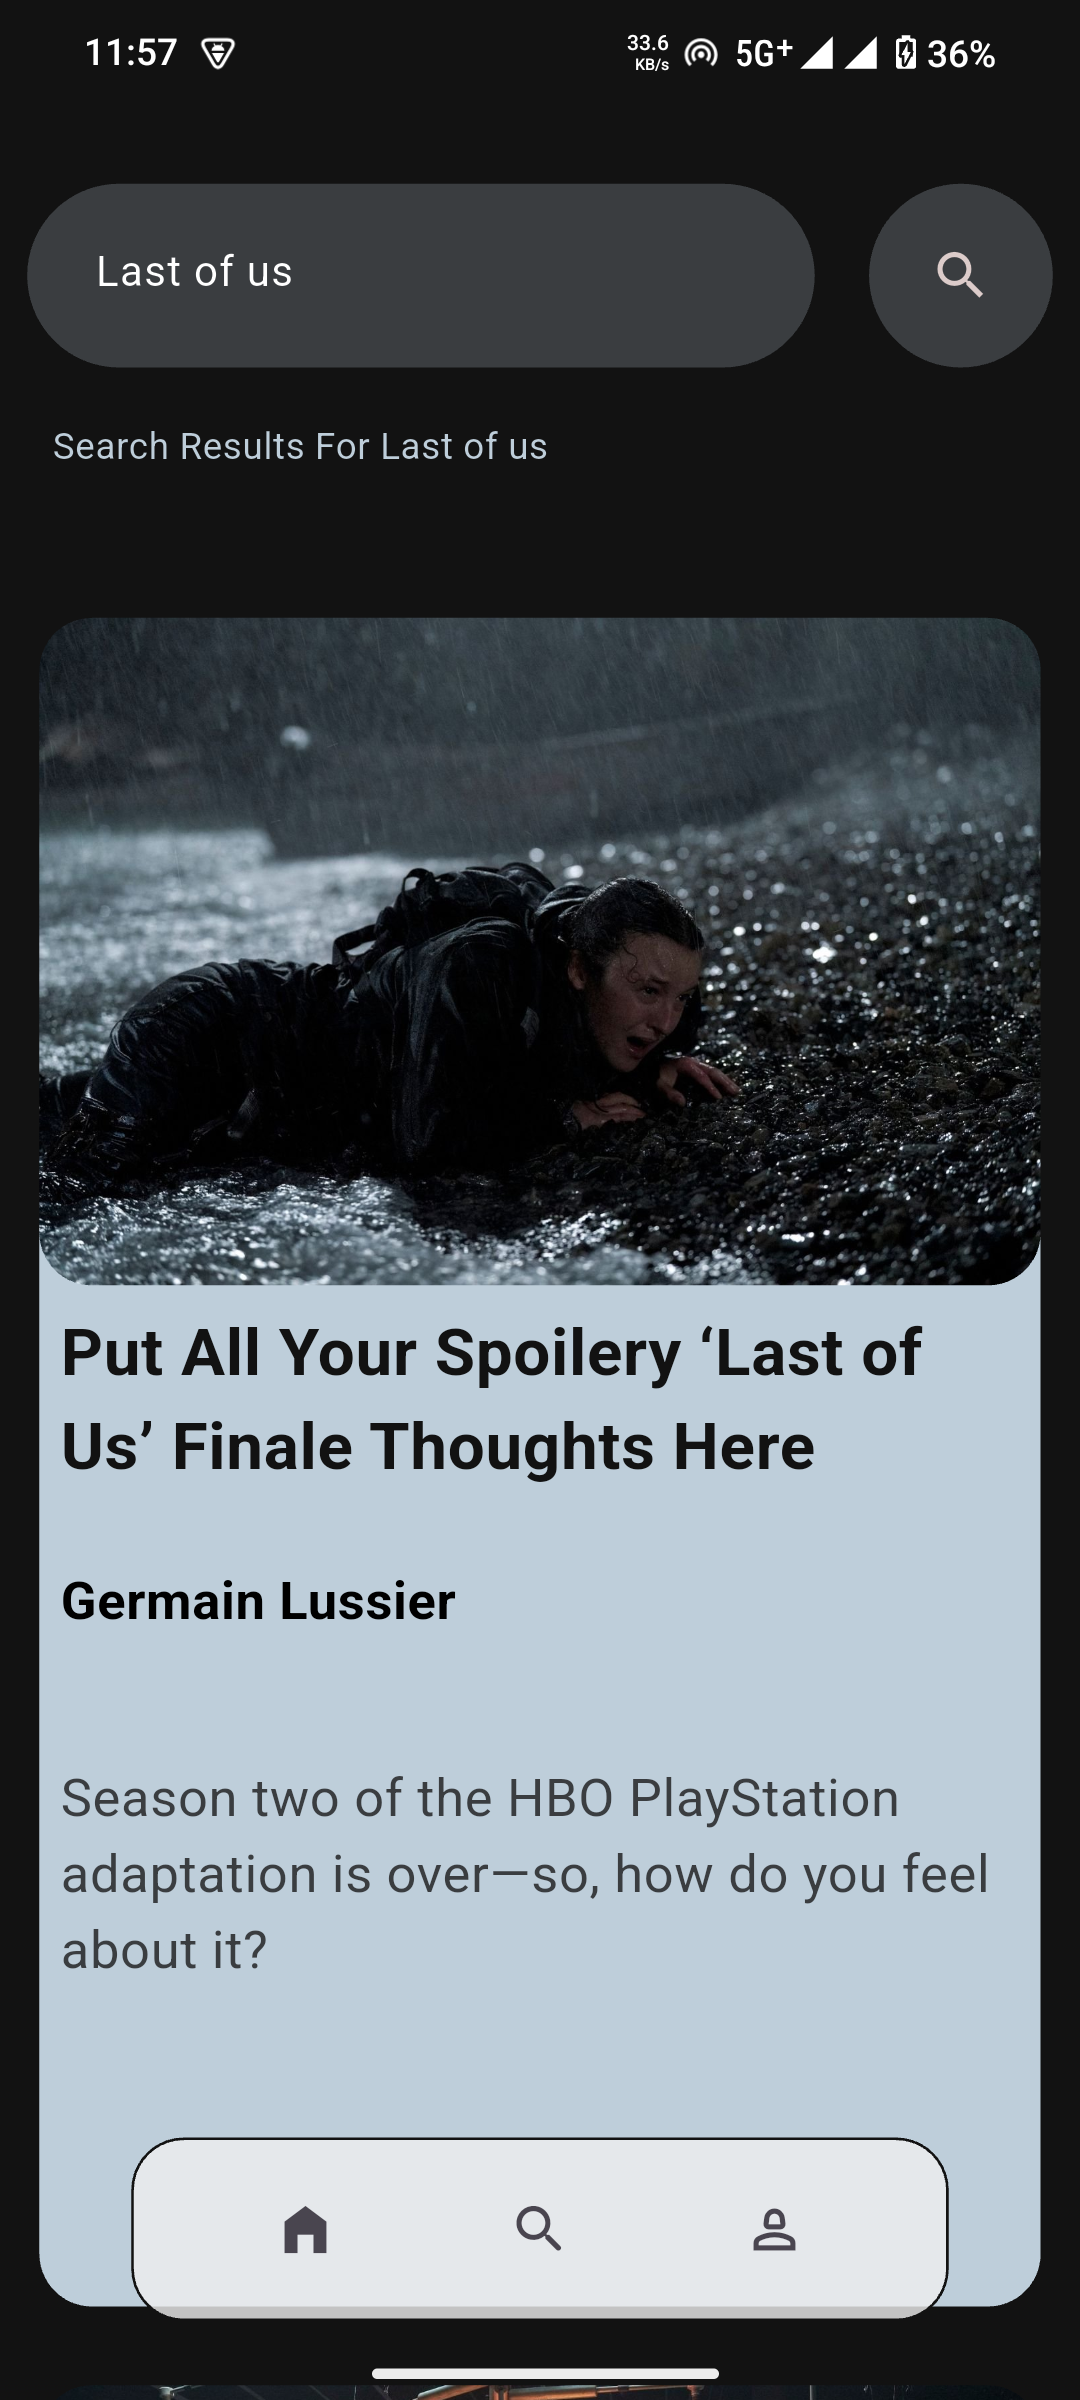 11:57
33.6
KB/s
5G+
36%
Last of us
Search Results For Last of us
Put All Your Spoilery ‘Last of
Us’ Finale Thoughts Here
Germain Lussier
Season two of the HBO PlayStation
adaptation is over—so, how do you feel
about it?